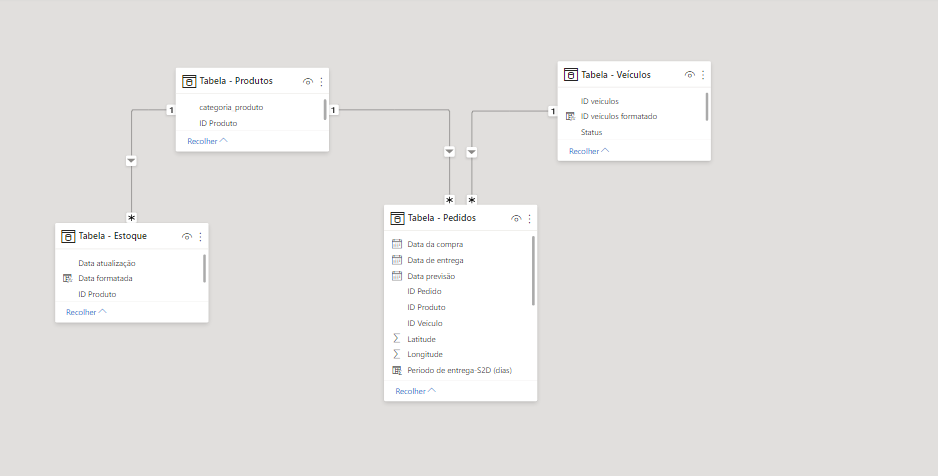 Tabela - Produtos
categoria_produto
ID Produto
Recolher
1
1
Tabela - Veículos
ID veiculos
ID veiculos formatado
Status
Recolher
1
*
*
*
Tabela - Estoque
Data atualização
Data formatada
ID Produto
Recolher
Tabela - Pedidos
Data da compra
Data de entrega
Data previsão
ID Pedido
ID Produto
ID Veiculo
Latitude
Longitude
Periodo de entrega-S2D (dias)
Recolher